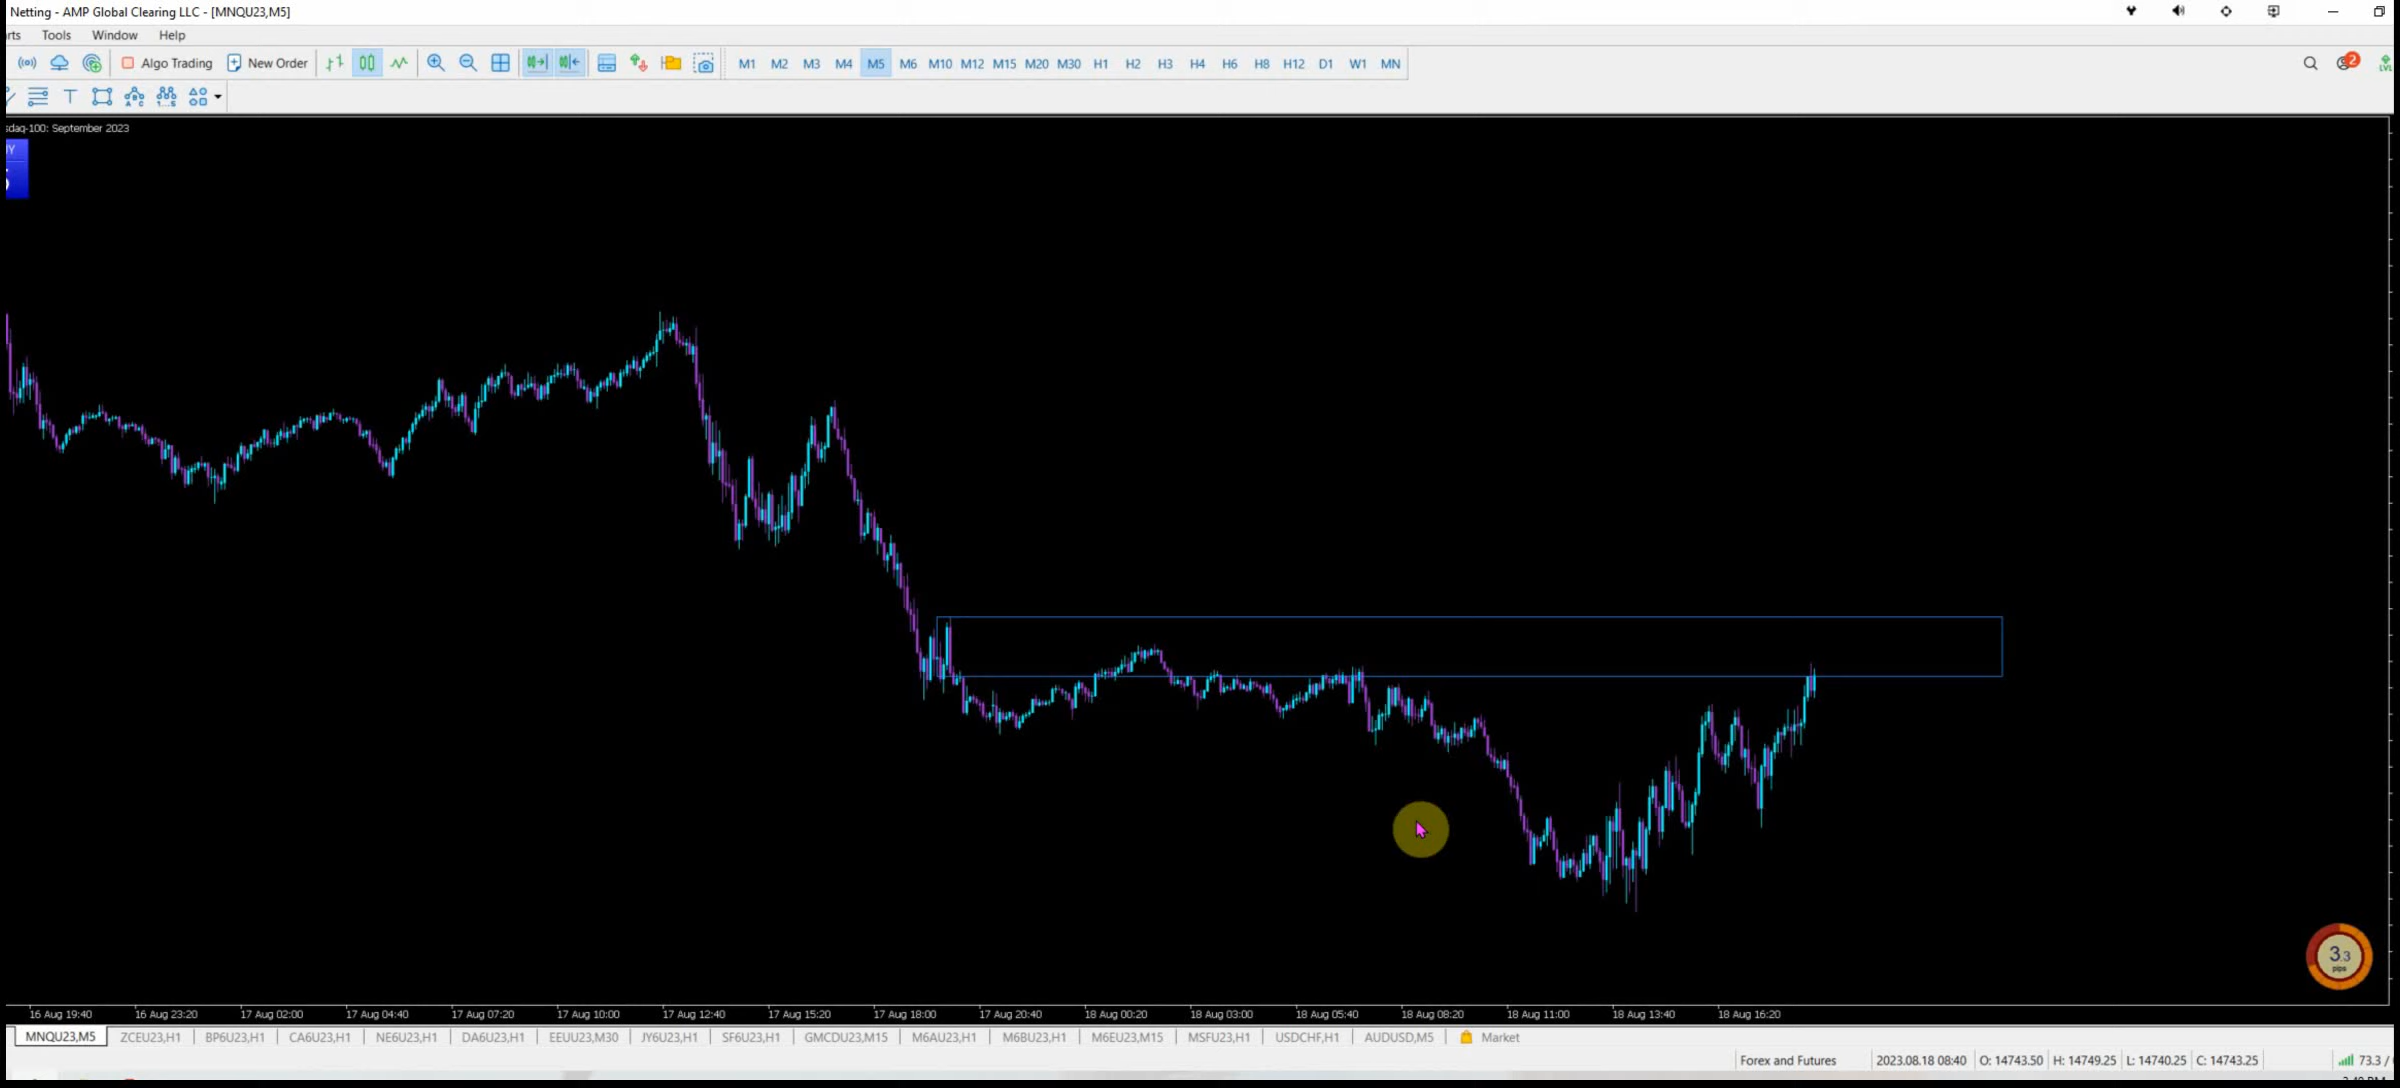 Netting - AMP Global Clearing LLC - [MNQU23,M5]
rts Tools Window Help
Algo Trading New Order M1 M2 M3 M4 M5 M6 M10 M12 M15 M20 M30 H1 H2 H3 H4 H6 H8 H12 D1 W1 MN 2 LVL
T A B C 1...5
sdaq-100: September 2023
UY
3.3
pips
16 Aug 19:40 16 Aug 23:20 17 Aug 02:00 17 Aug 04:40 17 Aug 07:20 17 Aug 10:00 17 Aug 12:40 17 Aug 15:20 17 Aug 18:00 17 Aug 20:40 18 Aug 00:20 18 Aug 03:00 18 Aug 05:40 18 Aug 08:20 18 Aug 11:00 18 Aug 13:40 18 Aug 16:20
MNQU23,M5 ZCEU23,H1 BP6U23,H1 CA6U23,H1 NE6U23,H1 DA6U23,H1 EEUU23,M30 JY6U23,H1 SF6U23,H1 GMCDU23,M15 M6AU23,H1 M6BU23,H1 M6EU23,M15 MSFU23,H1 USDCHF,H1 AUDUSD,M5 Market
Forex and Futures 2023.08.18 08:40 O: 14743.50 H: 14749.25 L: 14740.25 C: 14743.25 73.3 /